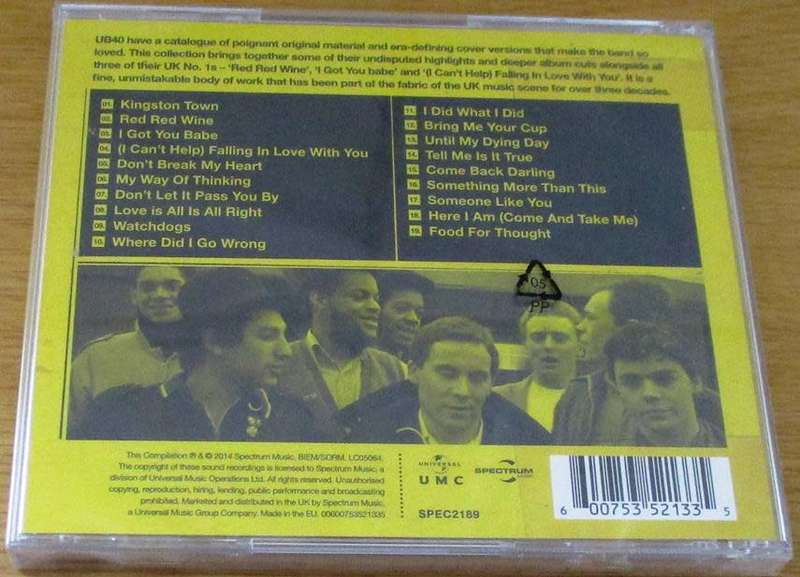 UB40 have a catalogue of poignant original material and era-defining cover versions that make the band so
loved. This collection brings together some of their undisputed highlights and deeper album cuts alongside all
three of their UK No. 1s – 'Red Red Wine', 'I Got You babe' and '(I Can't Help) Falling In Love With You'. It is a
fine, unmistakable body of work that has been part of the fabric of the UK music scene for over three decades.
01. Kingston Town
02. Red Red Wine
03. I Got You Babe
04. (I Can't Help) Falling In Love With You
05. Don't Break My Heart
06. My Way Of Thinking
07. Don't Let It Pass You By
08. Love is All Is All Right
09. Watchdogs
10. Where Did I Go Wrong
11. I Did What I Did
12. Bring Me Your Cup
13. Until My Dying Day
14. Tell Me Is It True
15. Come Back Darling
16. Something More Than This
17. Someone Like You
18. Here I Am (Come And Take Me)
19. Food For Thought
05
PP
This Compilation ℗ & © 2014 Spectrum Music. BIEM/SDRM. LC05064.
The copyright of these sound recordings is licensed to Spectrum Music; a
division of Universal Music Operations Ltd. All rights reserved. Unauthorised
copying, reproduction, hiring, lending, public performance and broadcasting
prohibited. Marketed and distributed in the UK by Spectrum Music,
a Universal Music Group Company. Made in the EU. 00600753521335
UNIVERSAL
UMC
SPECTRUM
SPEC2189
6 00753 52133 5